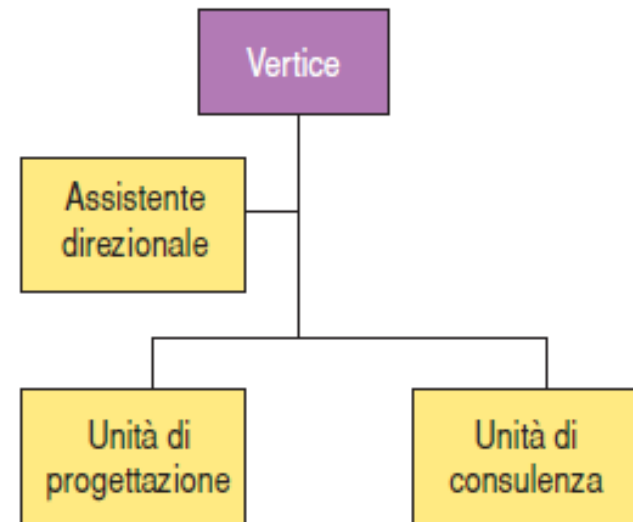 Vertice
Assistente
direzionale
Unità di
progettazione
Unità di
consulenza